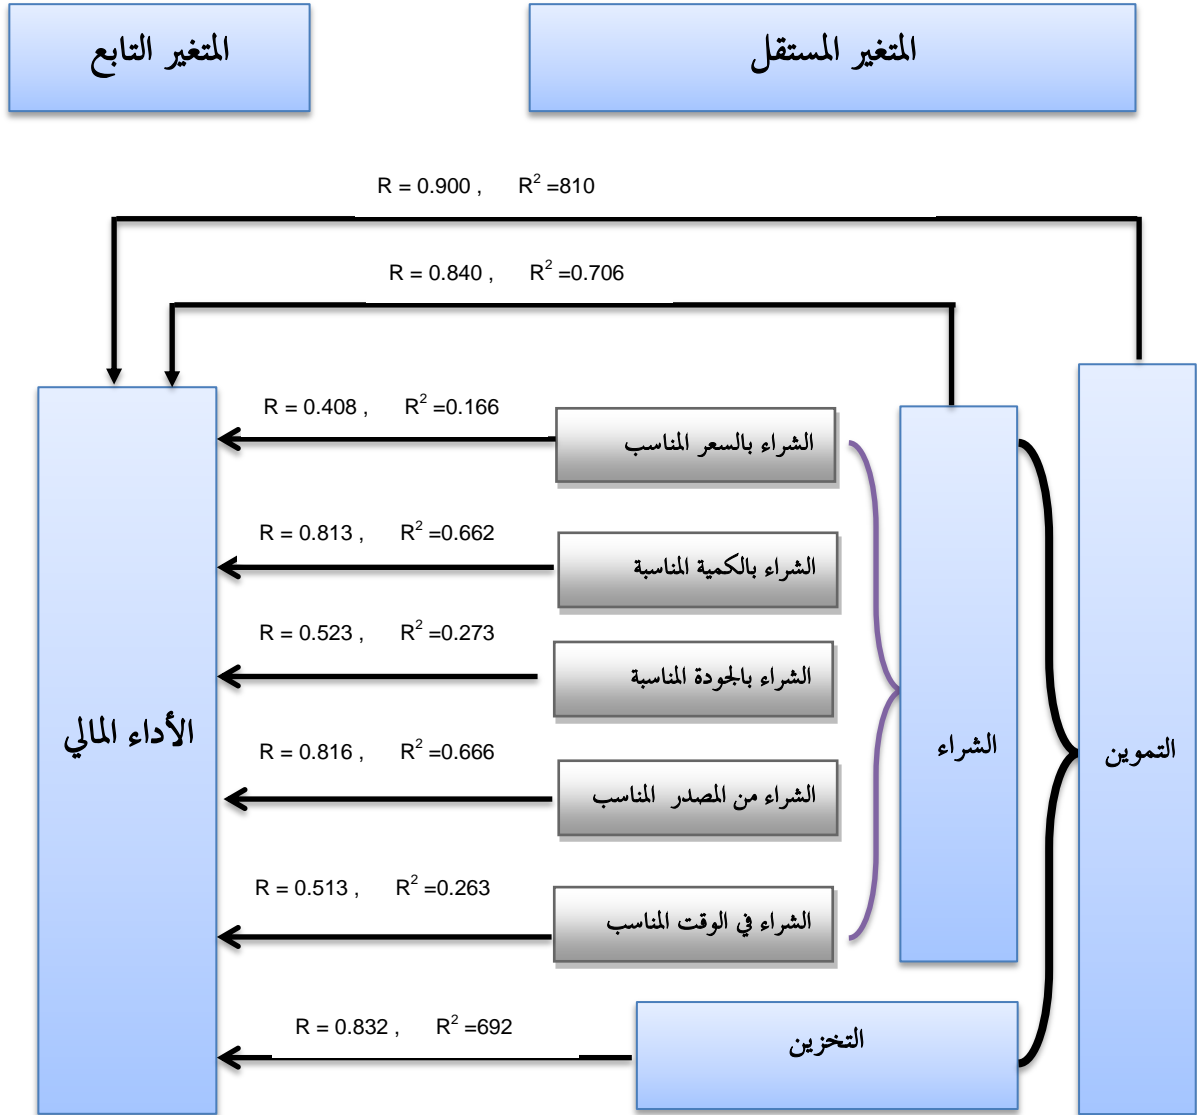 المتغير المستقل
المتغير التابع
R = 0.900 , R² =810
R = 0.840 , R² =0.706
R = 0.408 , R² =0.166
الشراء بالسعر المناسب
R = 0.813 , R² =0.662
الشراء بالكمية المناسبة
R = 0.523 , R² =0.273
الشراء بالجودة المناسبة
R = 0.816 , R² =0.666
الشراء من المصدر المناسب
R = 0.513 , R² =0.263
الشراء في الوقت المناسب
R = 0.832 , R² =692
التخزين
التموين
الشراء
الأداء المالي